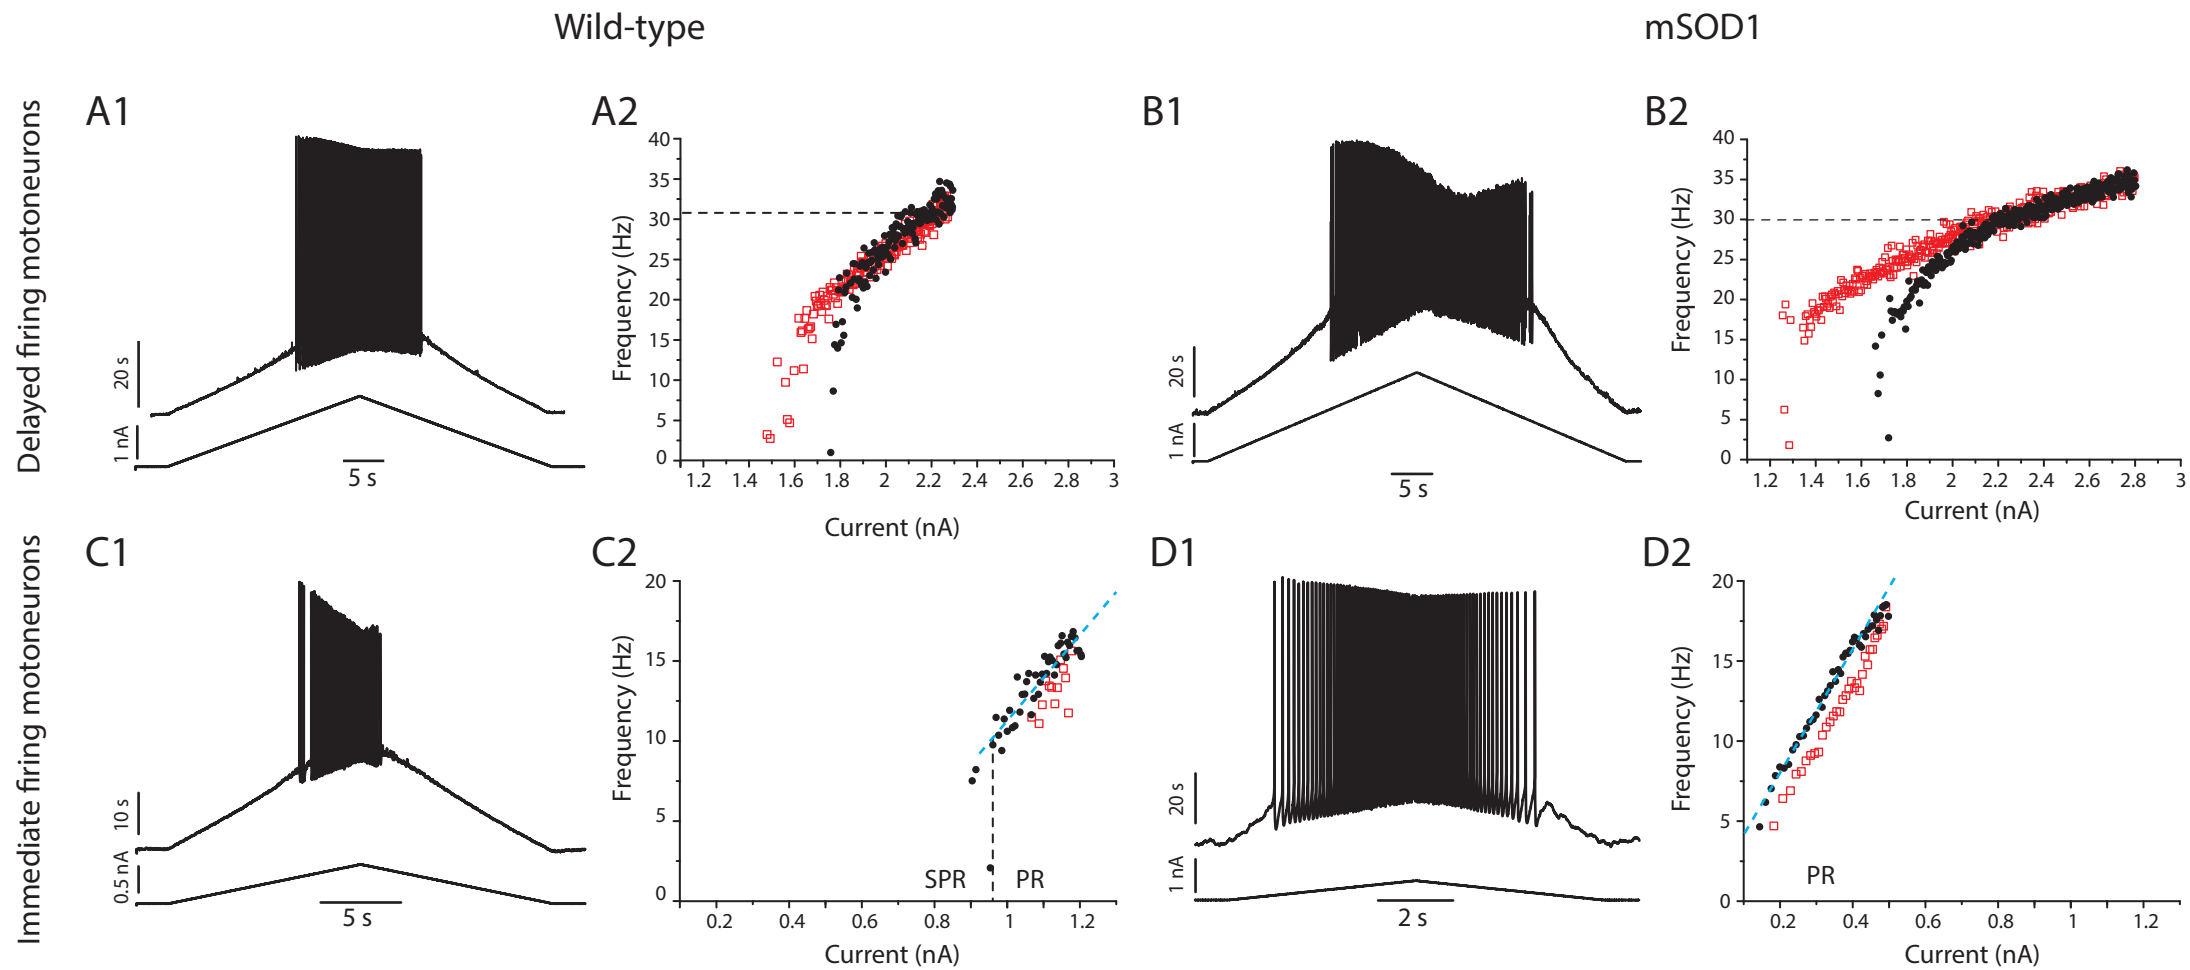 Wild-type
mSOD1
Delayed firing motoneurons
A1
20 s
1 nA
5 s
A2
Frequency (Hz)
40
35
30
25
20
15
10
5
0
1.2 1.4 1.6 1.8 2 2.2 2.4 2.6 2.8 3
Current (nA)
B1
20 s
1 nA
5 s
B2
Frequency (Hz)
40
35
30
25
20
15
10
5
0
1.2 1.4 1.6 1.8 2 2.2 2.4 2.6 2.8 3
Current (nA)
Immediate firing motoneurons
C1
10 s
0.5 nA
5 s
C2
Frequency (Hz)
20
15
10
5
0
SPR PR
0.2 0.4 0.6 0.8 1 1.2
Current (nA)
D1
20 s
1 nA
2 s
D2
Frequency (Hz)
20
15
10
5
0
PR
0.2 0.4 0.6 0.8 1 1.2
Current (nA)